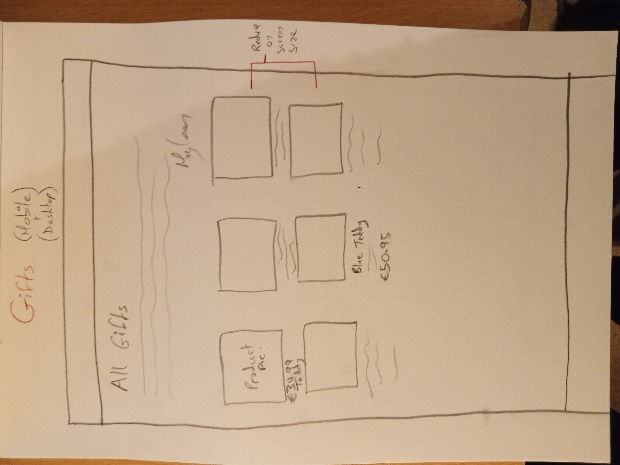 Gifts
(Mobile
+
Desktop)
All Gifts
Reduce
on
Screen
Size
Product
Pic.
€34.99
Teddy
Blue Teddy
€50.95